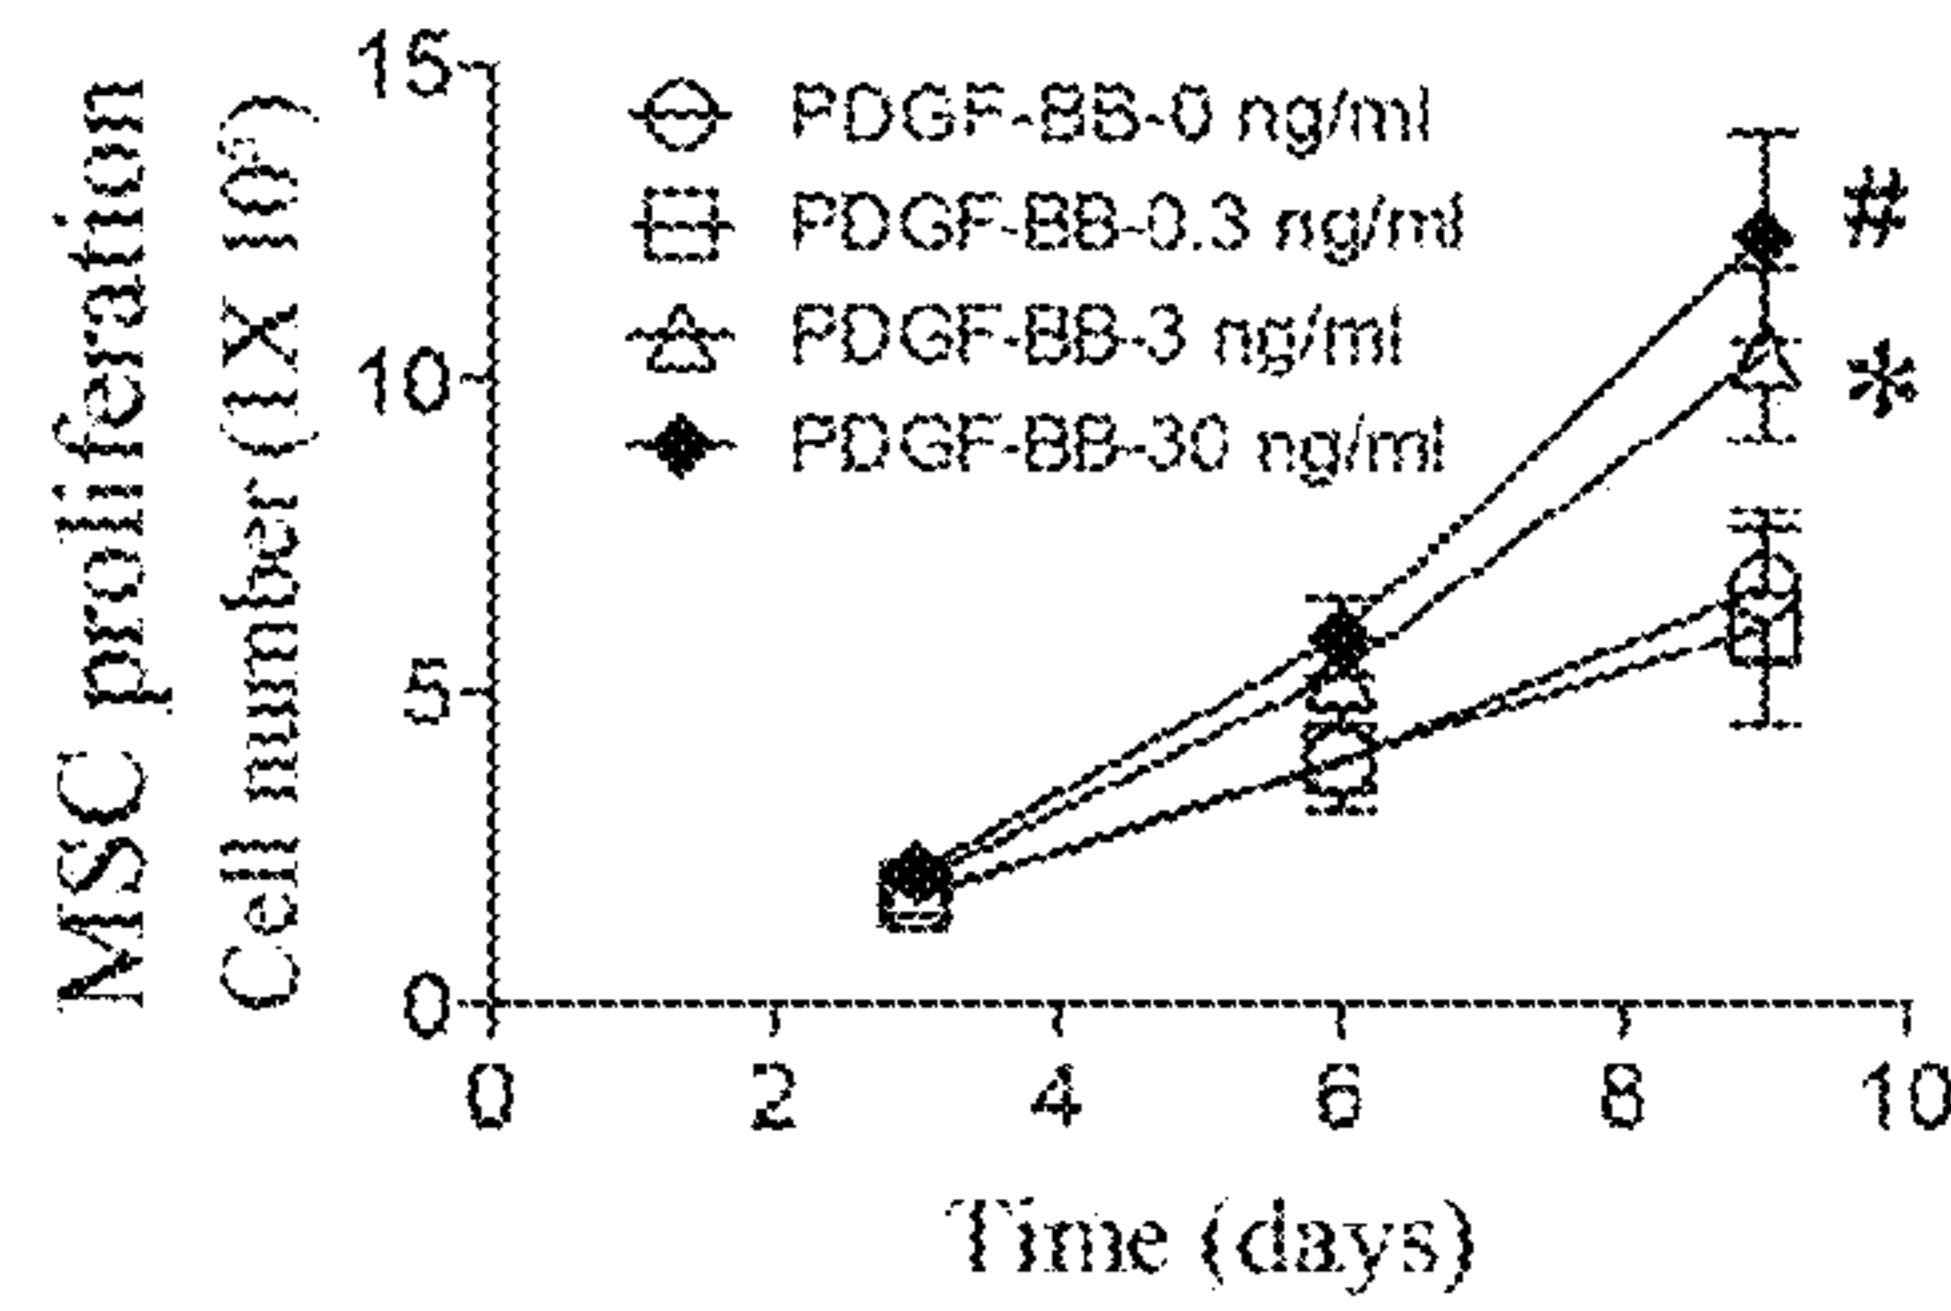 MSC proliferation
Cell number (1X 10⁵)
15
10
5
0
PDGF-BB-0 ng/ml
PDGF-BB-0.3 ng/ml
PDGF-BB-3 ng/ml
PDGF-BB-30 ng/ml
#
*
0 2 4 6 8 10
Time (days)